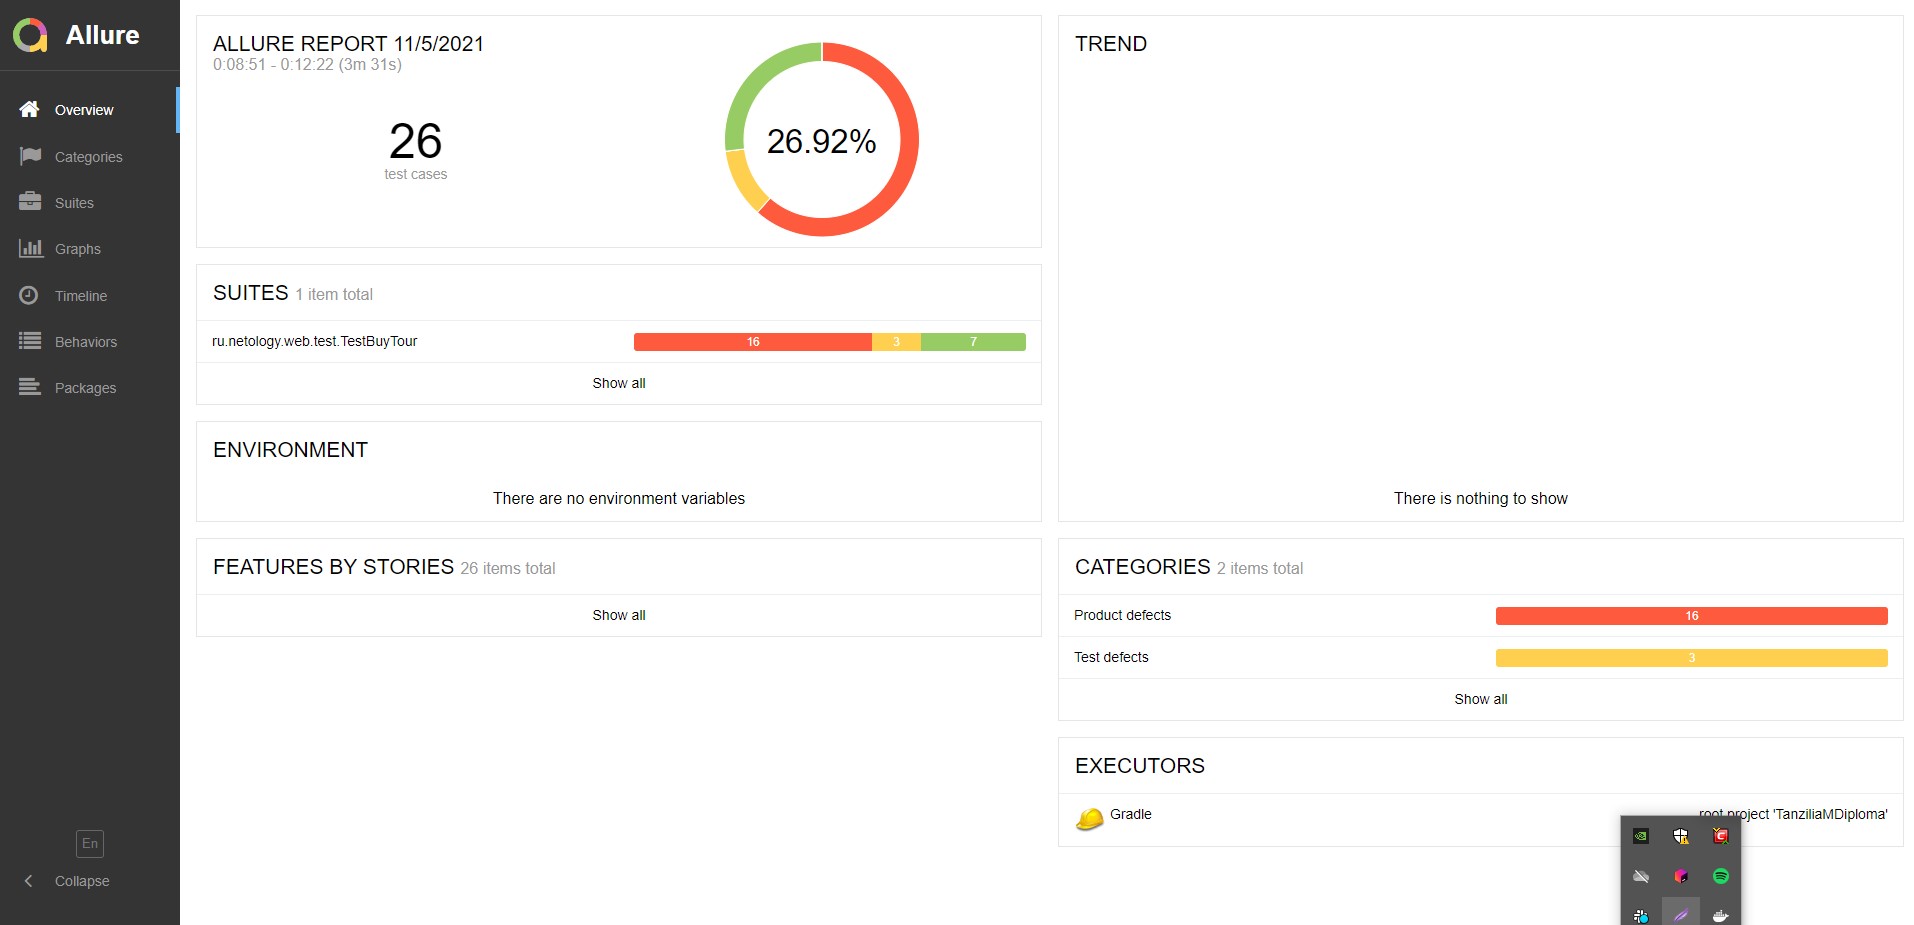 Allure
Overview
Categories
Suites
Graphs
Timeline
Behaviors
Packages
En
Collapse
ALLURE REPORT 11/5/2021
0:08:51 - 0:12:22 (3m 31s)
26
test cases
26.92%
SUITES 1 item total
ru.netology.web.test.TestBuyTour 16 3 7
Show all
ENVIRONMENT
There are no environment variables
FEATURES BY STORIES 26 items total
Show all
TREND
There is nothing to show
CATEGORIES 2 items total
Product defects 16
Test defects 3
Show all
EXECUTORS
Gradle root project 'TanziliaMDiploma'